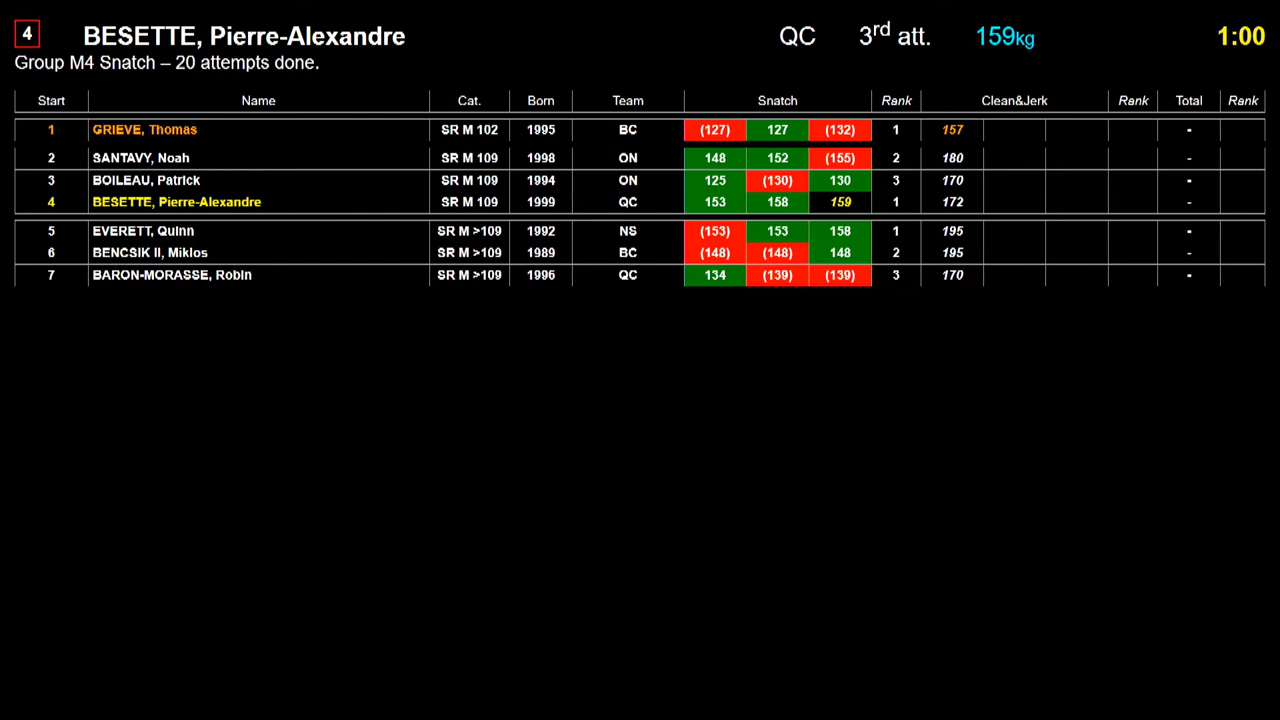 4 BESETTE, Pierre-Alexandre QC 3rd att. 159kg 1:00
Group M4 Snatch – 20 attempts done.
Start Name Cat. Born Team Snatch Rank Clean&Jerk Rank Total Rank
1 GRIEVE, Thomas SR M 102 1995 BC (127) 127 (132) 1 157 -
2 SANTAVY, Noah SR M 109 1998 ON 148 152 (155) 2 180 -
3 BOILEAU, Patrick SR M 109 1994 ON 125 (130) 130 3 170 -
4 BESETTE, Pierre-Alexandre SR M 109 1999 QC 153 158 159 1 172 -
5 EVERETT, Quinn SR M >109 1992 NS (153) 153 158 1 195 -
6 BENCSIK II, Miklos SR M >109 1989 BC (148) (148) 148 2 195 -
7 BARON-MORASSE, Robin SR M >109 1996 QC 134 (139) (139) 3 170 -